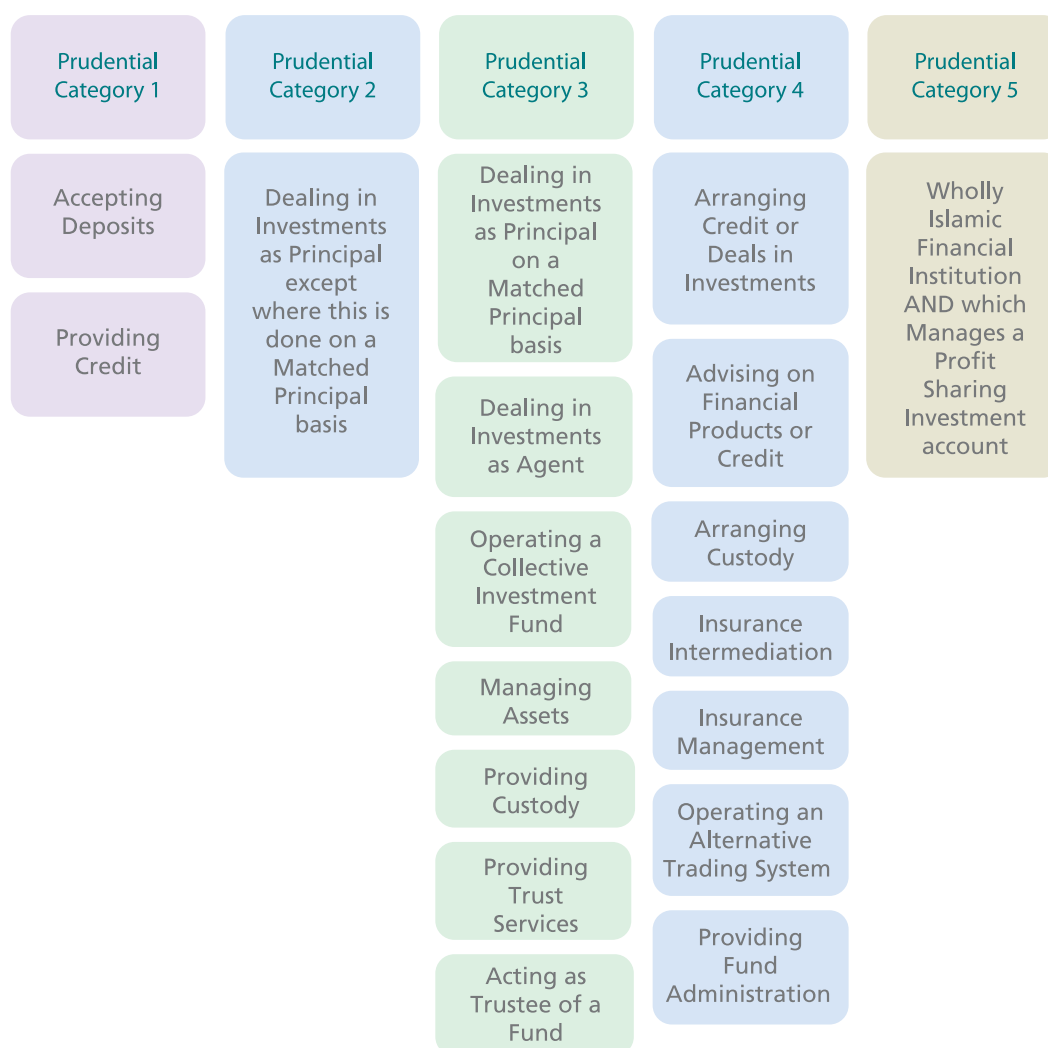 Prudential
Category 1
Accepting
Deposits
Providing
Credit
Prudential
Category 2
Dealing in
Investments
as Principal
except
where this is
done on a
Matched
Principal
basis
Prudential
Category 3
Dealing in
Investments
as Principal
on a
Matched
Principal
basis
Dealing in
Investments
as Agent
Operating a
Collective
Investment
Fund
Managing
Assets
Providing
Custody
Providing
Trust
Services
Acting as
Trustee of a
Fund
Prudential
Category 4
Arranging
Credit or
Deals in
Investments
Advising on
Financial
Products or
Credit
Arranging
Custody
Insurance
Intermediation
Insurance
Management
Operating an
Alternative
Trading System
Providing
Fund
Administration
Prudential
Category 5
Wholly
Islamic
Financial
Institution
AND which
Manages a
Profit
Sharing
Investment
account